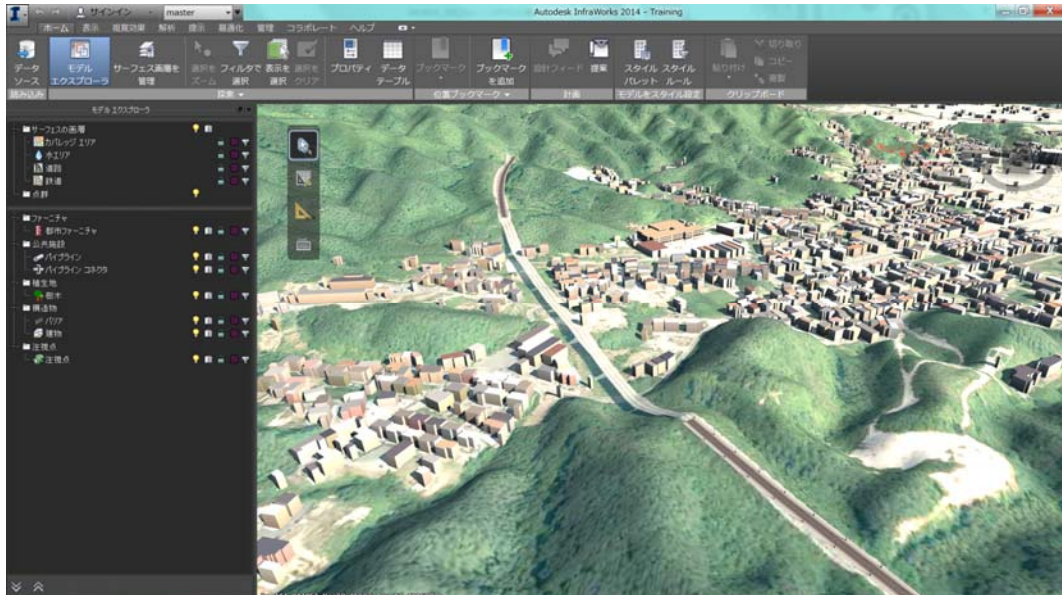 サインイン
master
Autodesk InfraWorks 2014 - Training
ホーム 表示 視覚効果 解析 提示 最適化 管理 コラボレート ヘルプ
データ ソース
モデル エクスプローラ
サーフェス画層を 管理
選択を ズーム
フィルタで 選択
表示を 選択
選択を クリア
プロパティ
データ テーブル
ブックマーク
ブックマーク を追加
設計フィード
提案
スタイル パレット
スタイル ルール
貼り付け
切り取り
コピー
複製
読み込み
探索
位置ブックマーク
計画
モデルをスタイル設定
クリップボード
モデル エクスプローラ
サーフェスの画層
カバレッジ エリア
水エリア
道路
鉄道
点群
ファーニチャ
都市ファーニチャ
公共施設
パイプライン
パイプライン コネクタ
植生地
樹木
構造物
バリア
建物
注視点
注視点